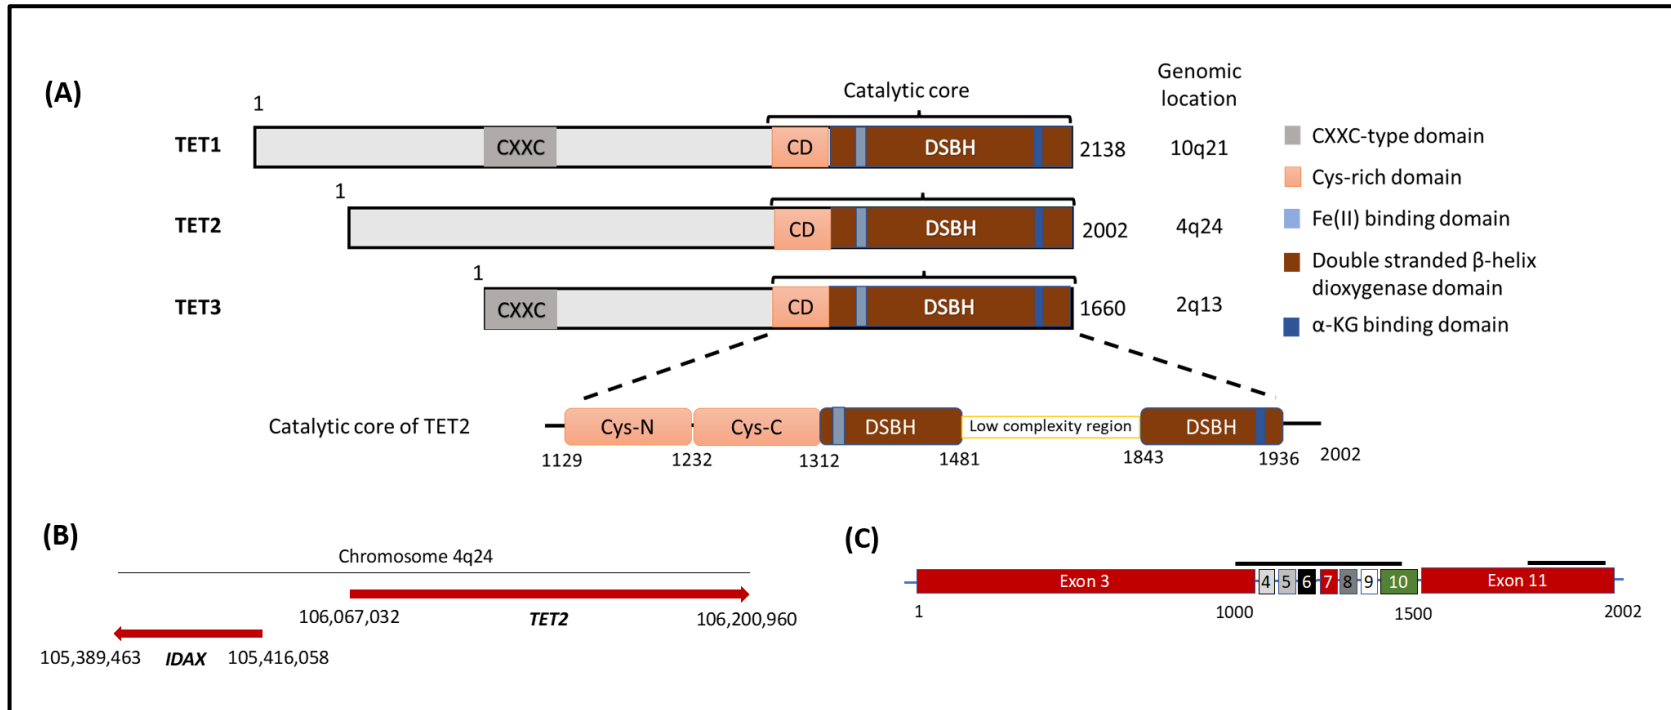 (A)
Catalytic core
Genomic
location
1
TET1
CXXC
CD
DSBH
2138
10q21
1
TET2
CD
DSBH
2002
4q24
1
TET3
CXXC
CD
DSBH
1660
2q13
CXXC-type domain
Cys-rich domain
Fe(II) binding domain
Double stranded β-helix
dioxygenase domain
α-KG binding domain
Catalytic core of TET2
Cys-N
Cys-C
DSBH
Low complexity region
DSBH
1129
1232
1312
1481
1843
1936
2002
(B)
Chromosome 4q24
106,067,032
TET2
106,200,960
105,389,463
IDAX
105,416,058
(C)
Exon 3
4
5
6
7
8
9
10
Exon 11
1
1000
1500
2002